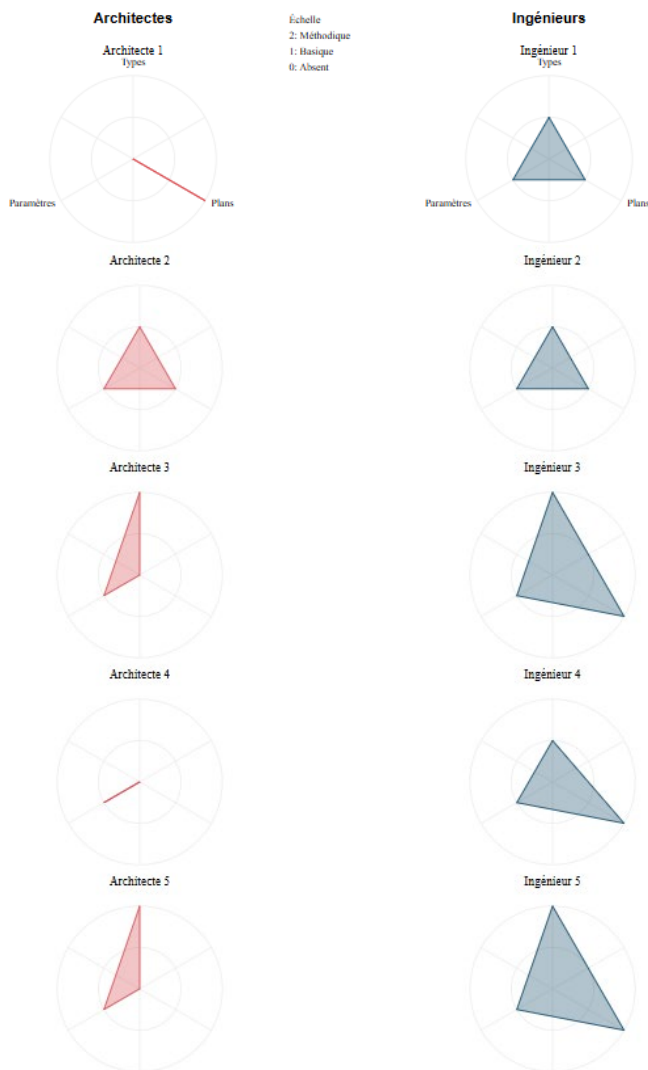 Architectes
Échelle
2: Méthodique
1: Basique
0: Absent
Ingénieurs
Architecte 1
Types
Paramètres
Plans
Ingénieur 1
Types
Paramètres
Plans
Architecte 2
Ingénieur 2
Architecte 3
Ingénieur 3
Architecte 4
Ingénieur 4
Architecte 5
Ingénieur 5